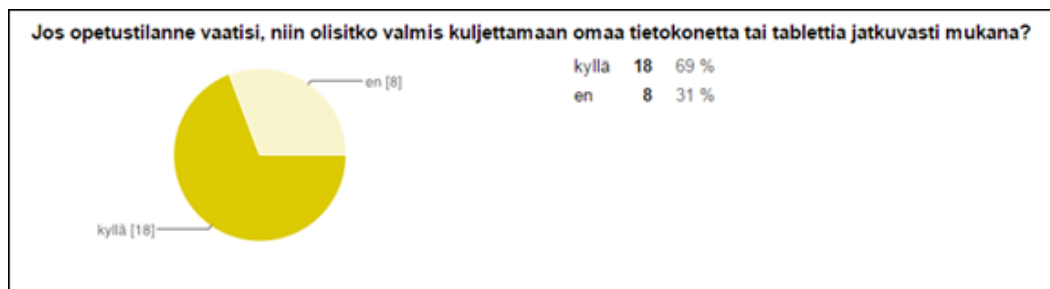 Jos opetustilanne vaatisi, niin olisitko valmis kuljettamaan omaa tietokonetta tai tablettia jatkuvasti mukana?
en [8]
kyllä [18]
kyllä 18 69 %
en 8 31 %